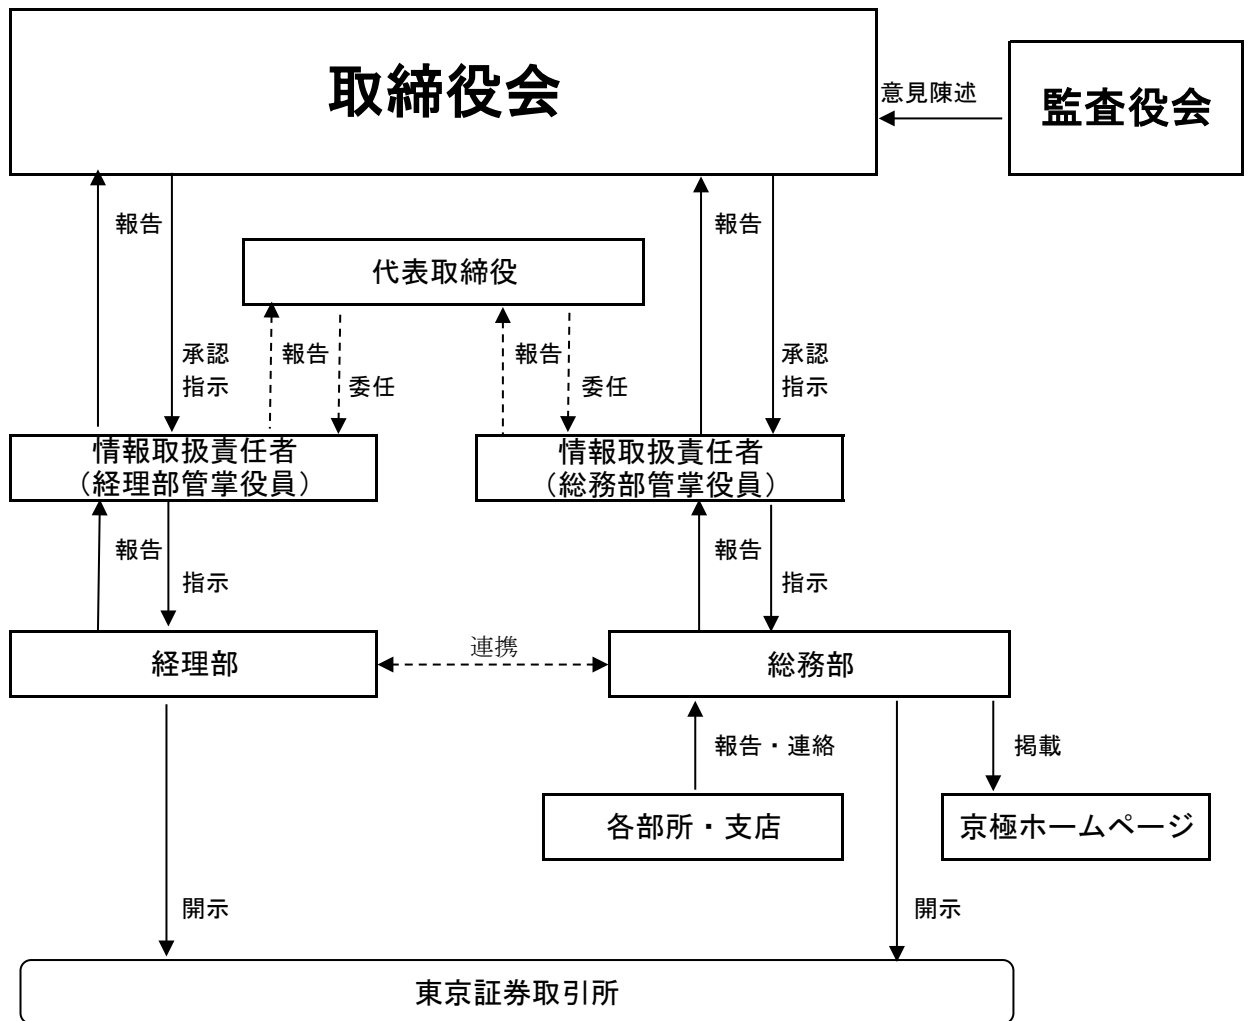 取締役会
意見陳述
監査役会
報告
報告
代表取締役
承認
指示
報告
委任
報告
委任
承認
指示
情報取扱責任者
（経理部管掌役員）
情報取扱責任者
（総務部管掌役員）
報告
指示
報告
指示
経理部
連携
総務部
報告・連絡
掲載
各部所・支店
京極ホームページ
開示
開示
東京証券取引所